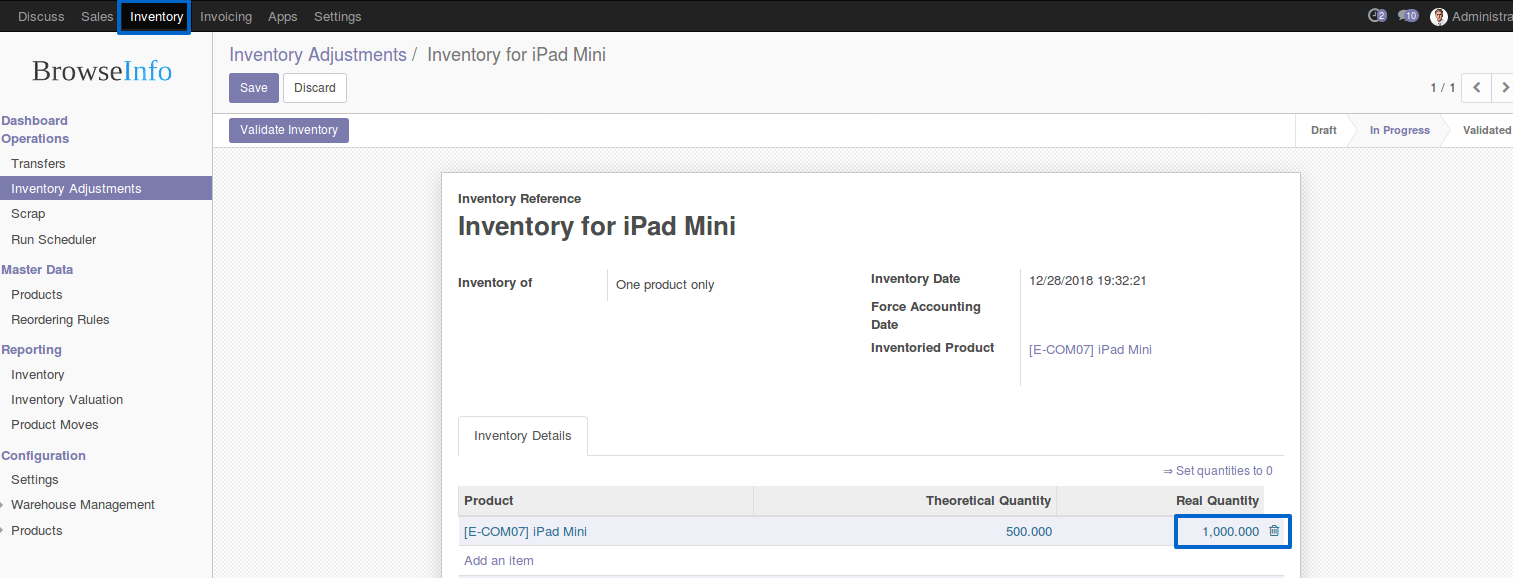 Discuss Sales Inventory Invoicing Apps Settings 2 10 Administra
BrowseInfo
Dashboard
Operations
Transfers
Inventory Adjustments
Scrap
Run Scheduler
Master Data
Products
Reordering Rules
Reporting
Inventory
Inventory Valuation
Product Moves
Configuration
Settings
Warehouse Management
Products
Inventory Adjustments / Inventory for iPad Mini
Save Discard 1 / 1
Validate Inventory Draft In Progress Validated
Inventory Reference
Inventory for iPad Mini
Inventory of One product only
Inventory Date 12/28/2018 19:32:21
Force Accounting
Date
Inventoried Product [E-COM07] iPad Mini
Inventory Details
⇒ Set quantities to 0
Product Theoretical Quantity Real Quantity
[E-COM07] iPad Mini 500.000 1,000.000
Add an item